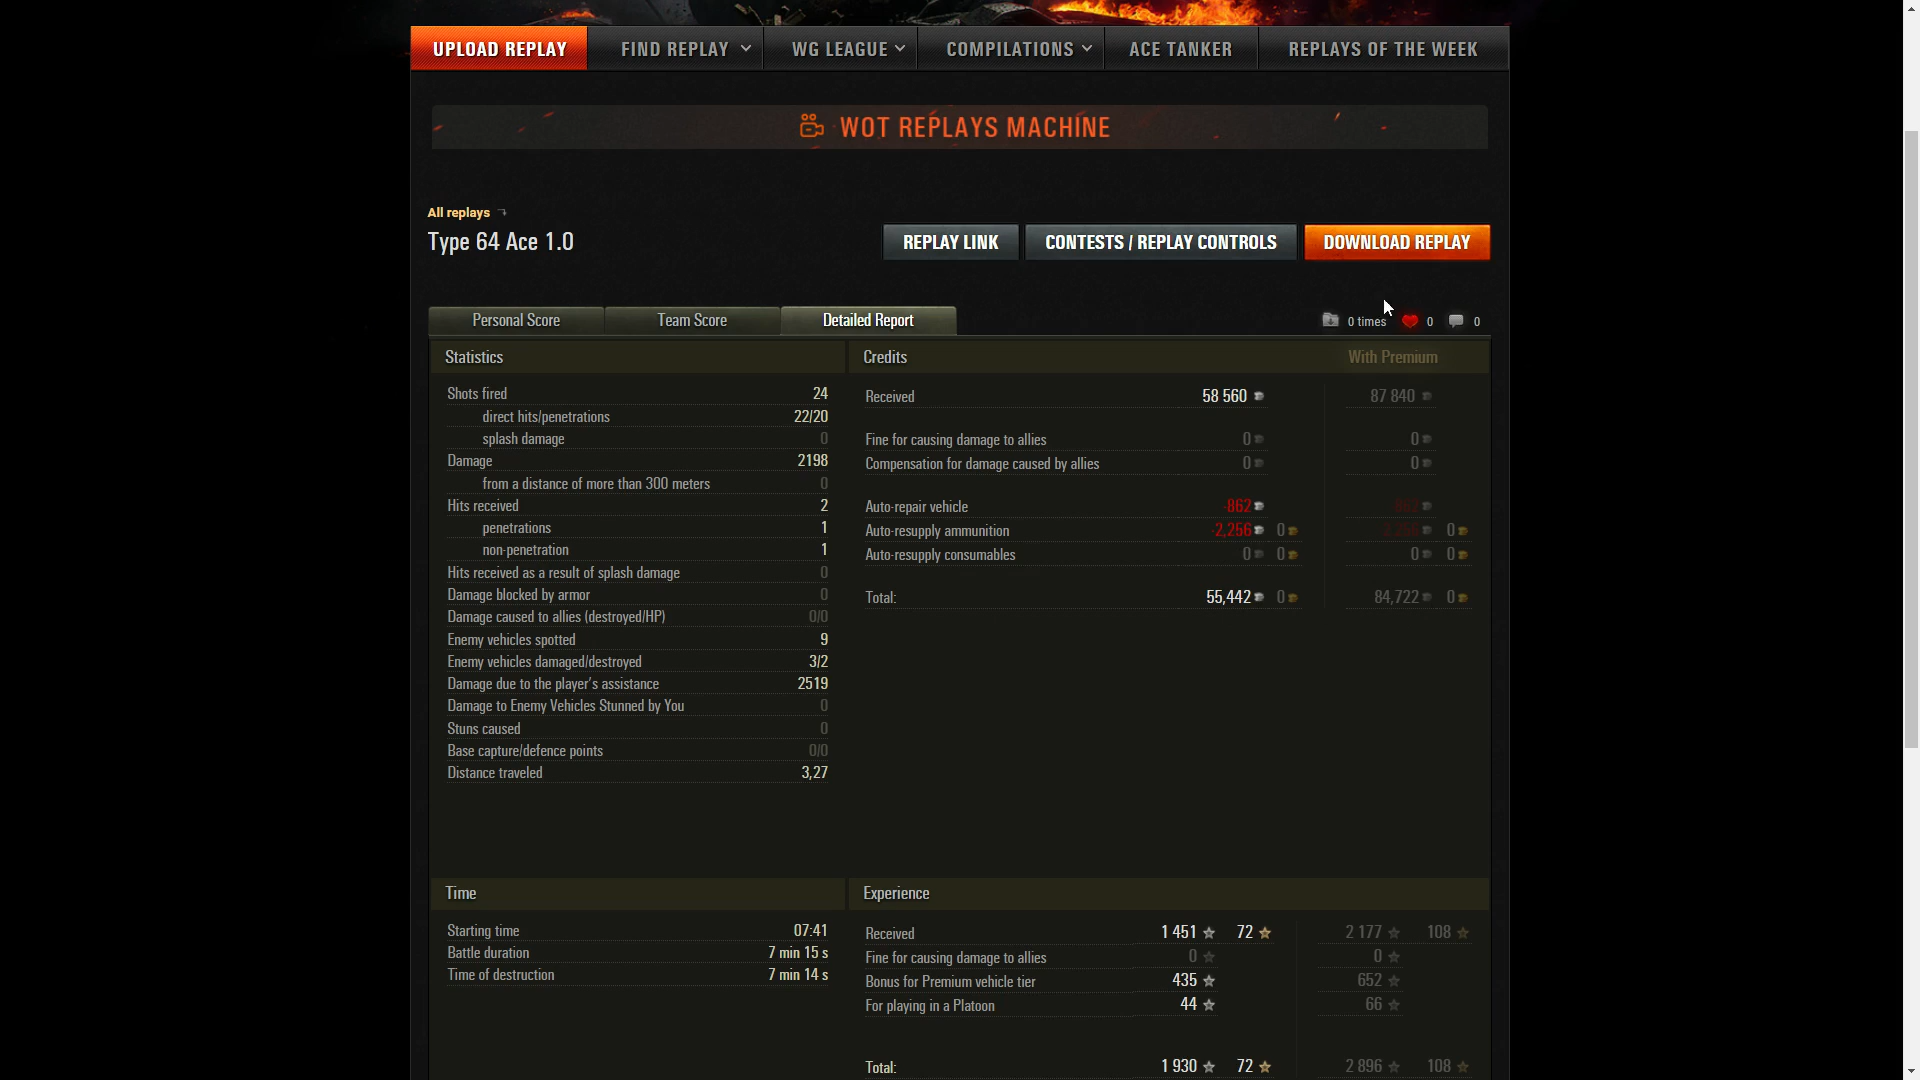 UPLOAD REPLAY FIND REPLAY WG LEAGUE COMPILATIONS ACE TANKER REPLAYS OF THE WEEK
WOT REPLAYS MACHINE
All replays
Type 64 Ace 1.0
REPLAY LINK CONTESTS / REPLAY CONTROLS DOWNLOAD REPLAY
Personal Score Team Score Detailed Report 0 times 0 0
Statistics
Shots fired 24
direct hits/penetrations 22/20
splash damage 0
Damage 2198
from a distance of more than 300 meters 0
Hits received 2
penetrations 1
non-penetration 1
Hits received as a result of splash damage 0
Damage blocked by armor 0
Damage caused to allies (destroyed/HP) 0/0
Enemy vehicles spotted 9
Enemy vehicles damaged/destroyed 3/2
Damage due to the player's assistance 2519
Damage to Enemy Vehicles Stunned by You 0
Stuns caused 0
Base capture/defence points 0/0
Distance traveled 3,27
Credits With Premium
Received 58 560 87 840
Fine for causing damage to allies 0 0
Compensation for damage caused by allies 0 0
Auto-repair vehicle -862 -862
Auto-resupply ammunition -2,256 0 -2,256 0
Auto-resupply consumables 0 0 0 0
Total: 55,442 0 84,722 0
Time
Starting time 07:41
Battle duration 7 min 15 s
Time of destruction 7 min 14 s
Experience
Received 1 451 72 2 177 108
Fine for causing damage to allies 0 0
Bonus for Premium vehicle tier 435 652
For playing in a Platoon 44 66
Total: 1 930 72 2 896 108